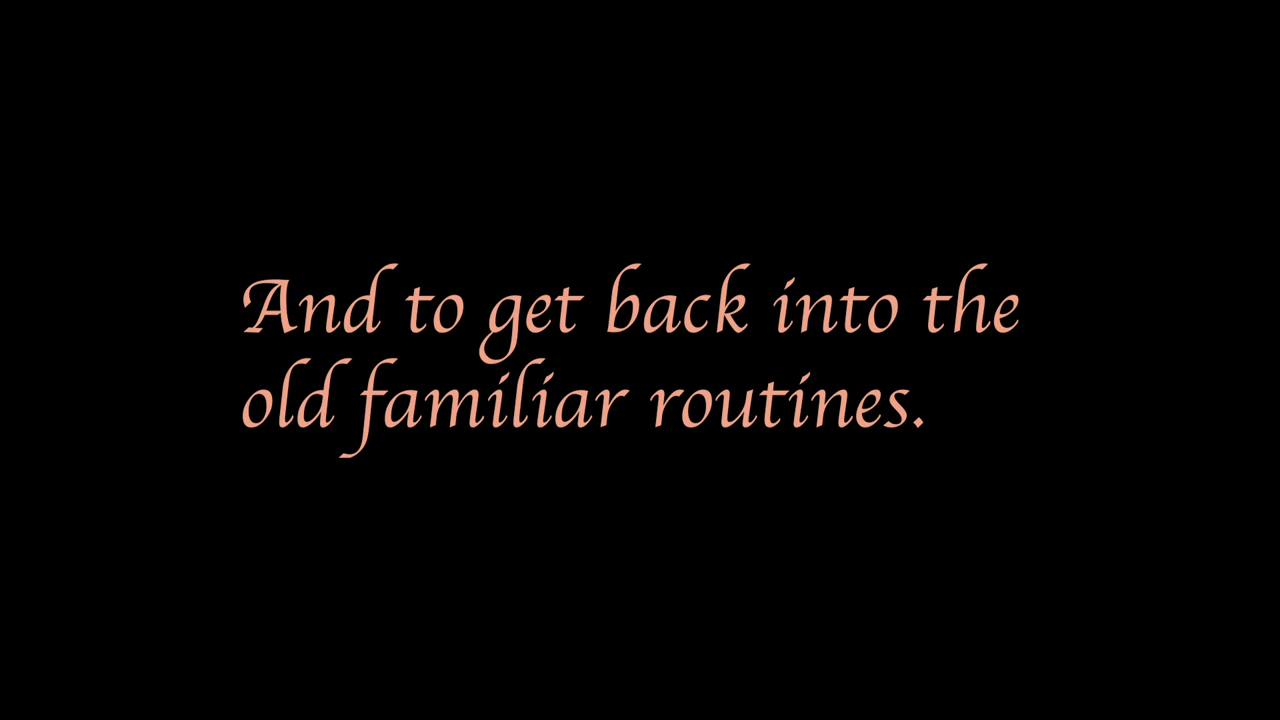 And to get back into the
old familiar routines.